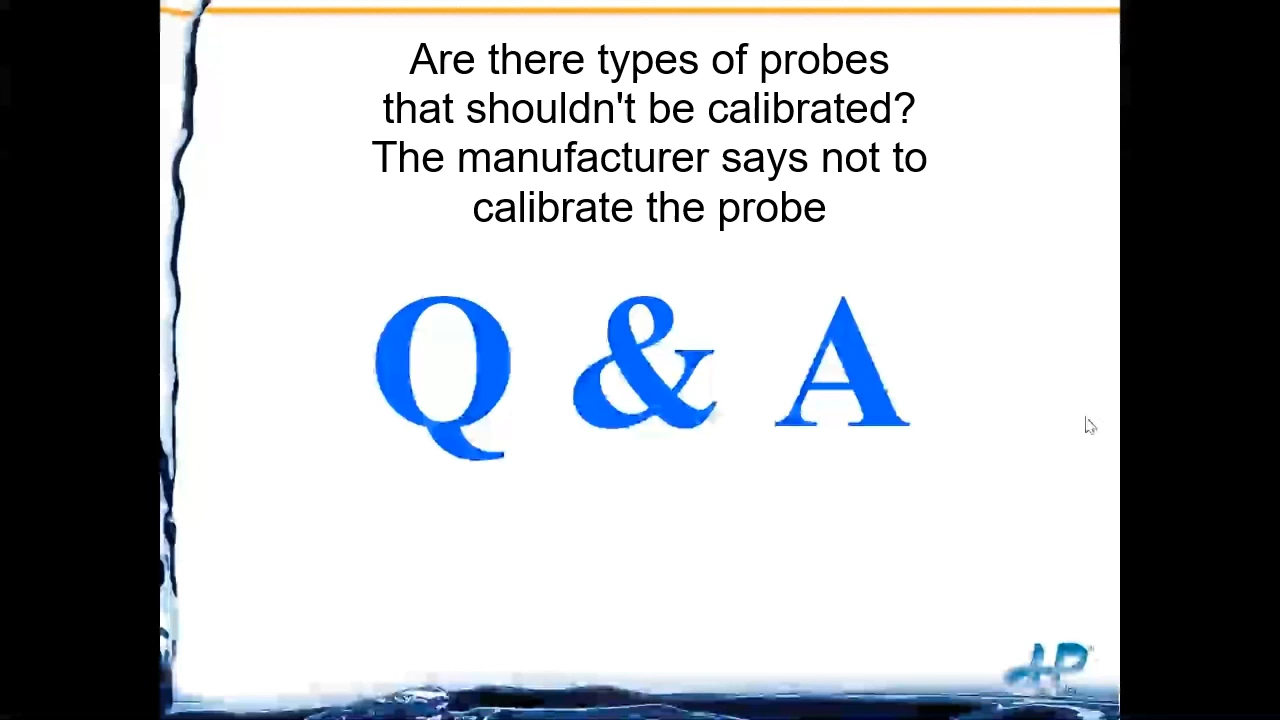 Are there types of probes
that shouldn't be calibrated?
The manufacturer says not to
calibrate the probe
Q & A